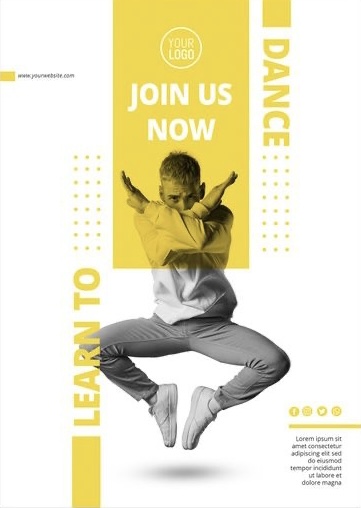 YOUR
LOGO
JOIN US
NOW
www.yourwebsite.com
LEARN TO
DANCE
Lorem ipsum sit
amet consectetur
adipiscing elit sed
do eiusmod
tempor incididunt
ut labore et
dolore magna